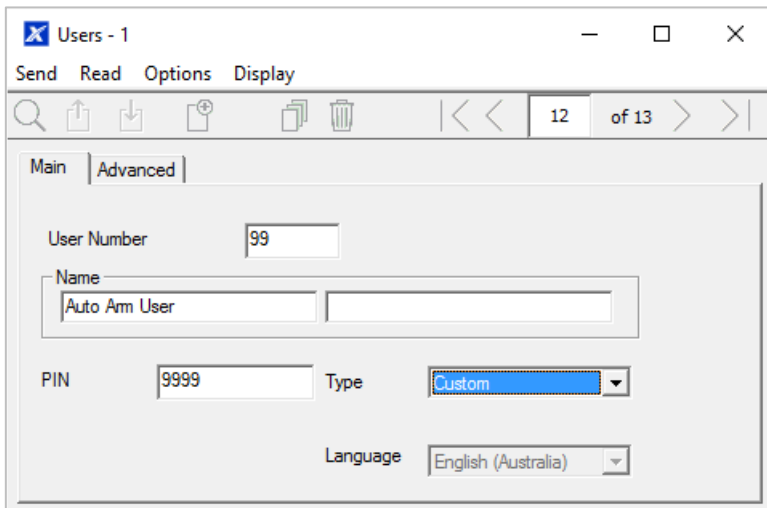 Users - 1
Send Read Options Display
12 of 13
Main Advanced
User Number 99
Name
Auto Arm User
PIN 9999 Type Custom
Language English (Australia)